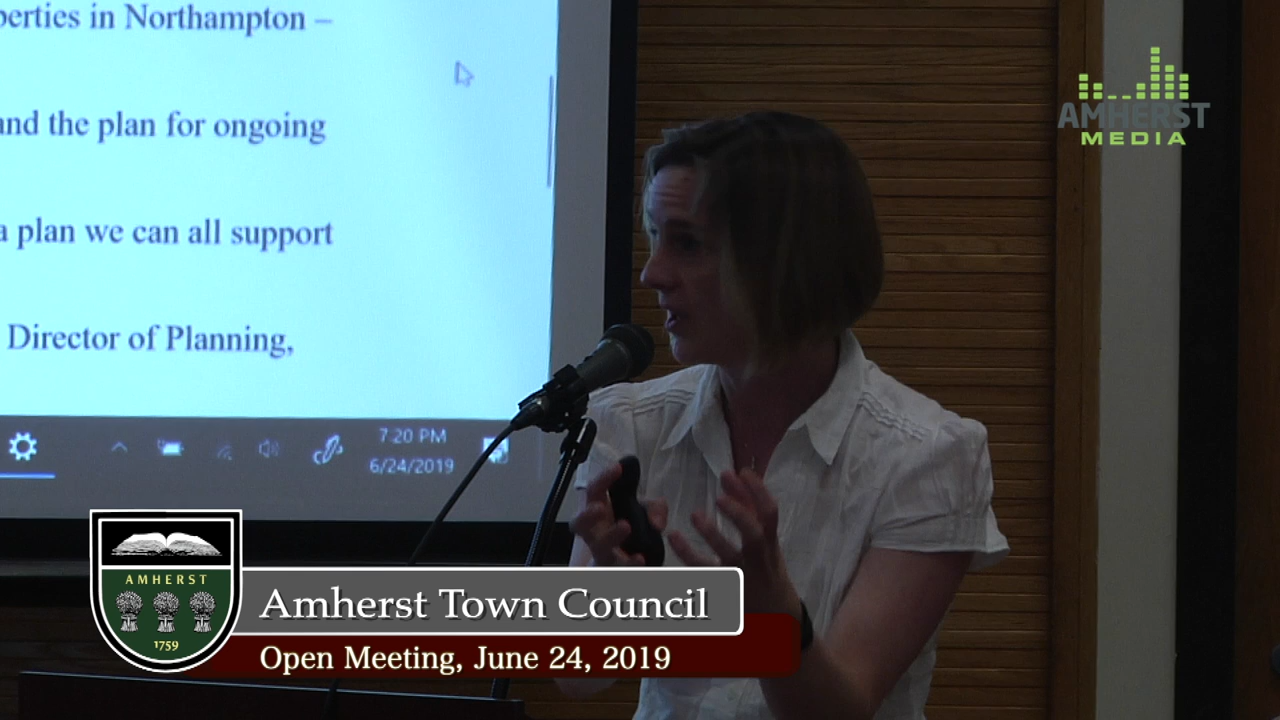 perties in Northampton –
and the plan for ongoing
a plan we can all support
Director of Planning,
7:20 PM
6/24/2019
AMHERST
MEDIA
AMHERST
1759
Amherst Town Council
Open Meeting, June 24, 2019